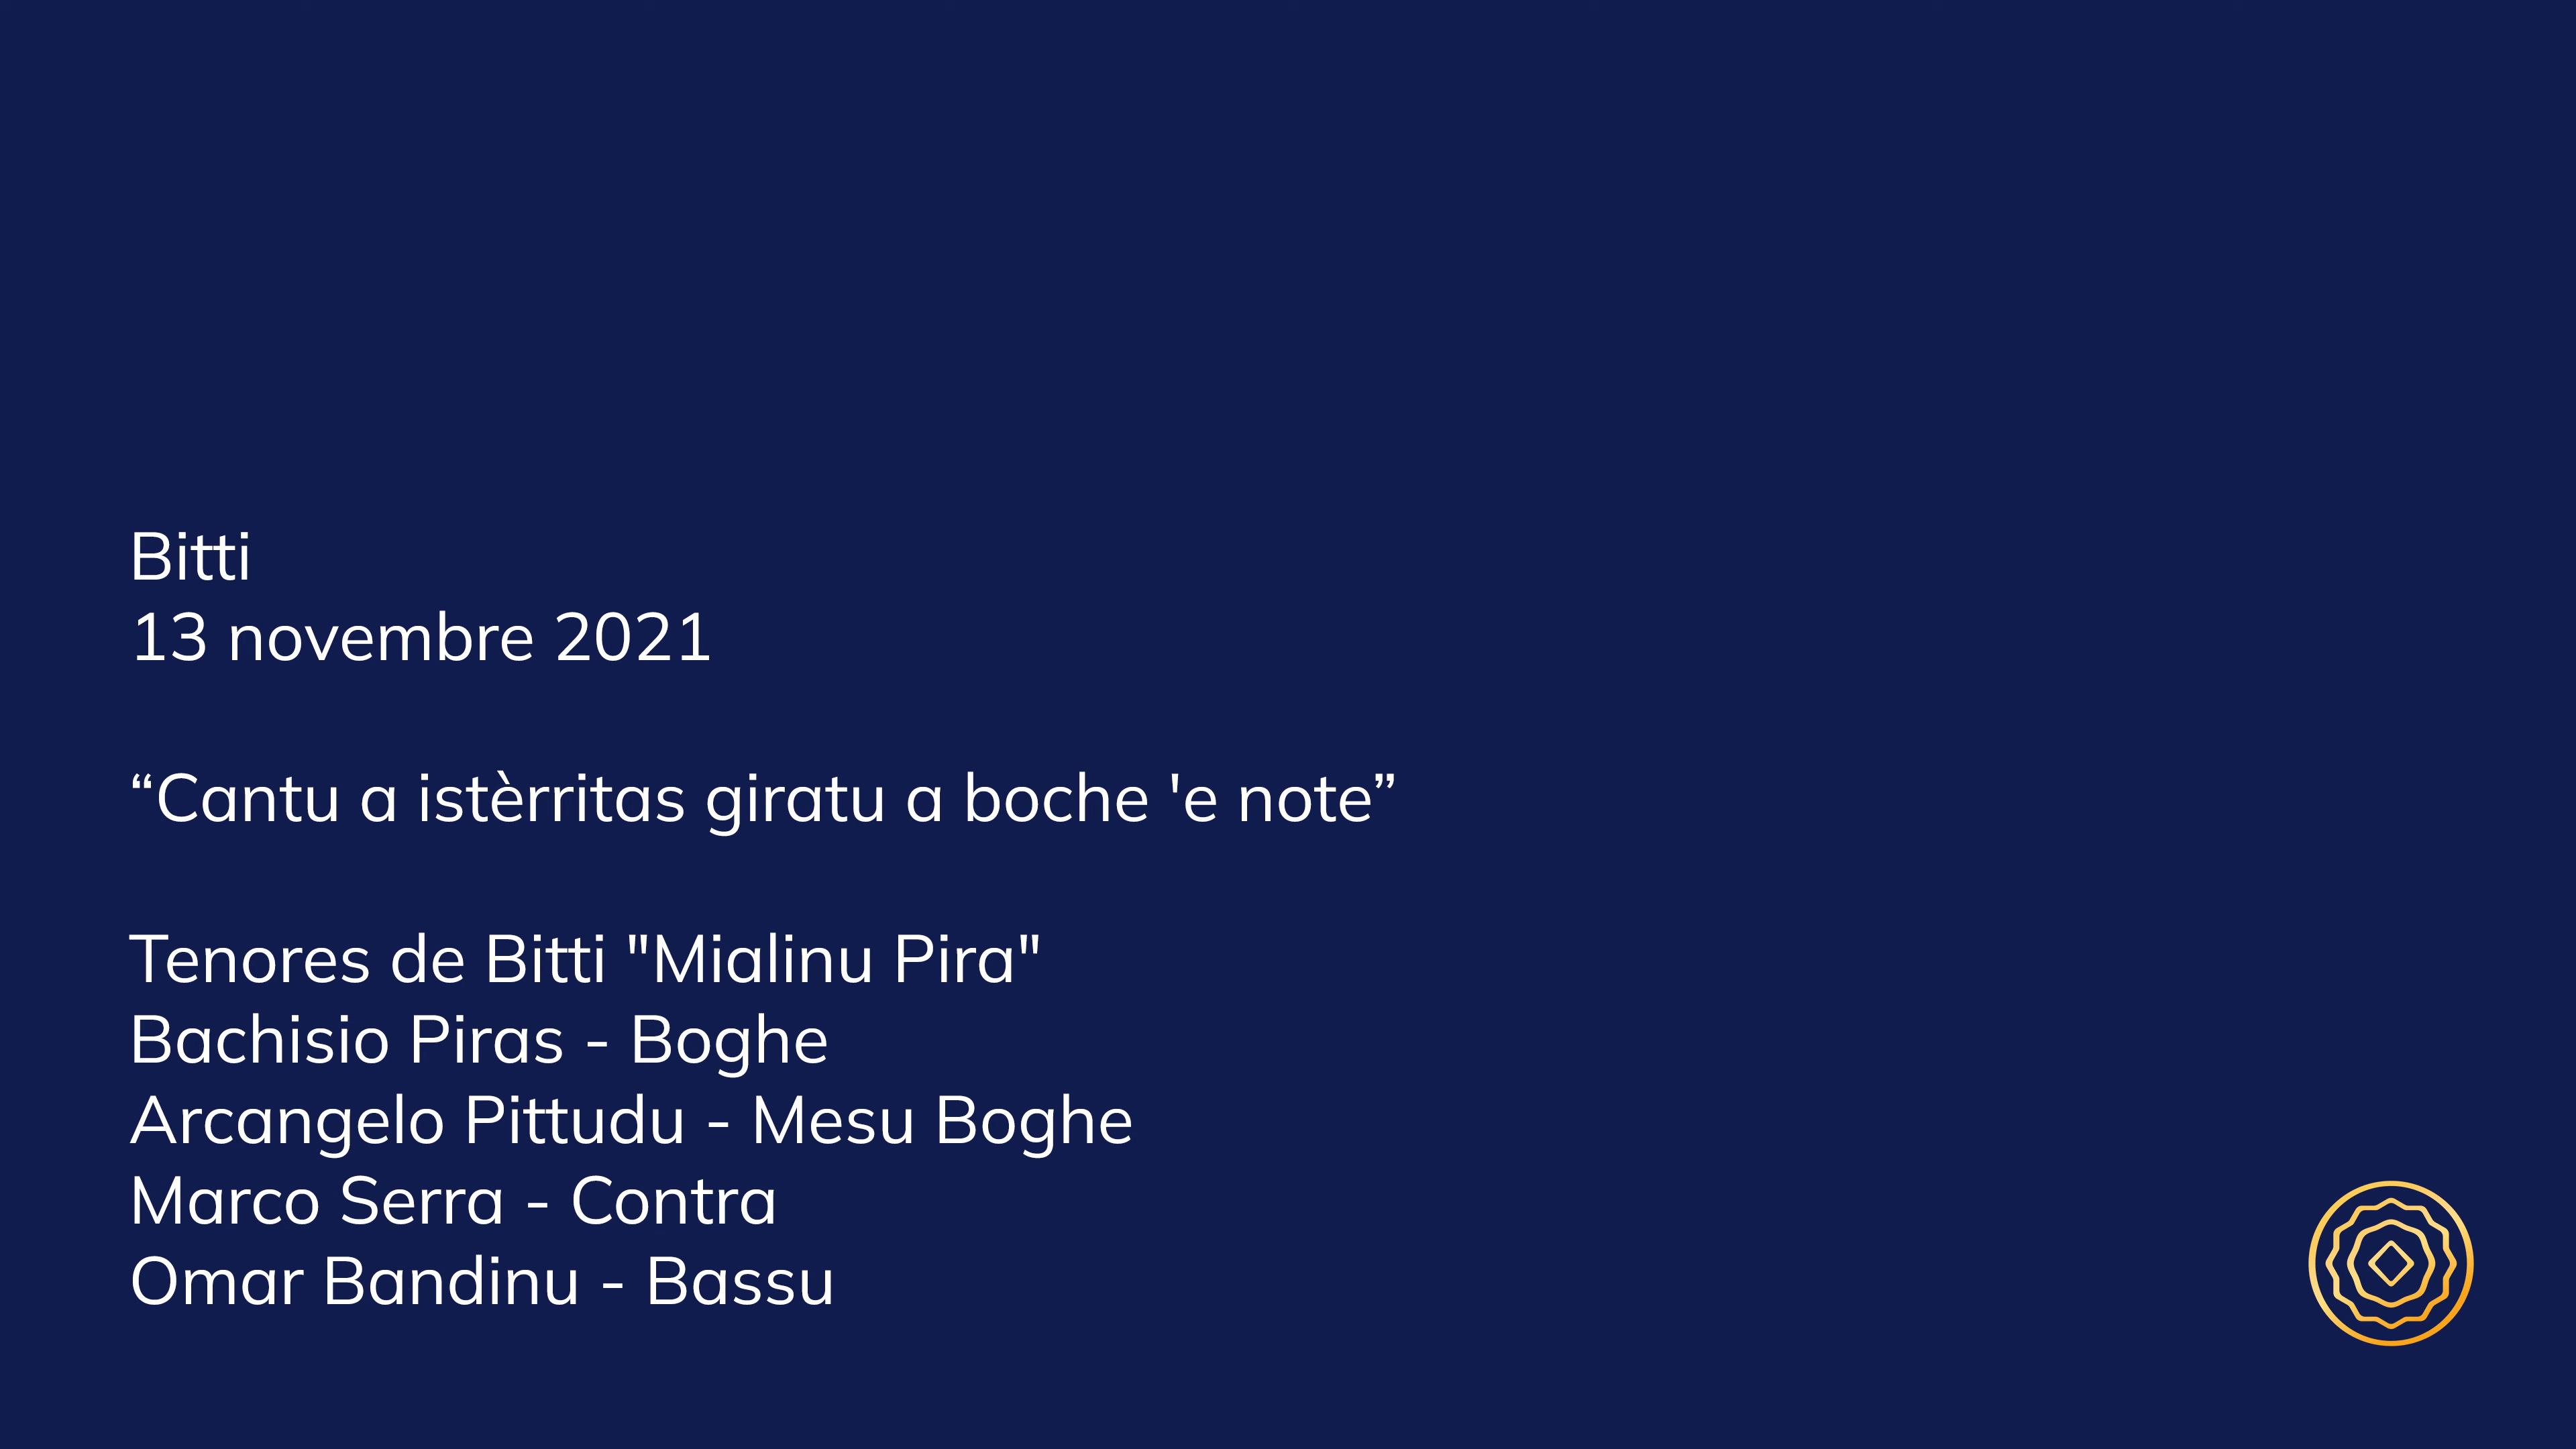 Bitti
13 novembre 2021
“Cantu a istèrritas giratu a boche 'e note”
Tenores de Bitti "Mialinu Pira"
Bachisio Piras - Boghe
Arcangelo Pittudu - Mesu Boghe
Marco Serra - Contra
Omar Bandinu - Bassu